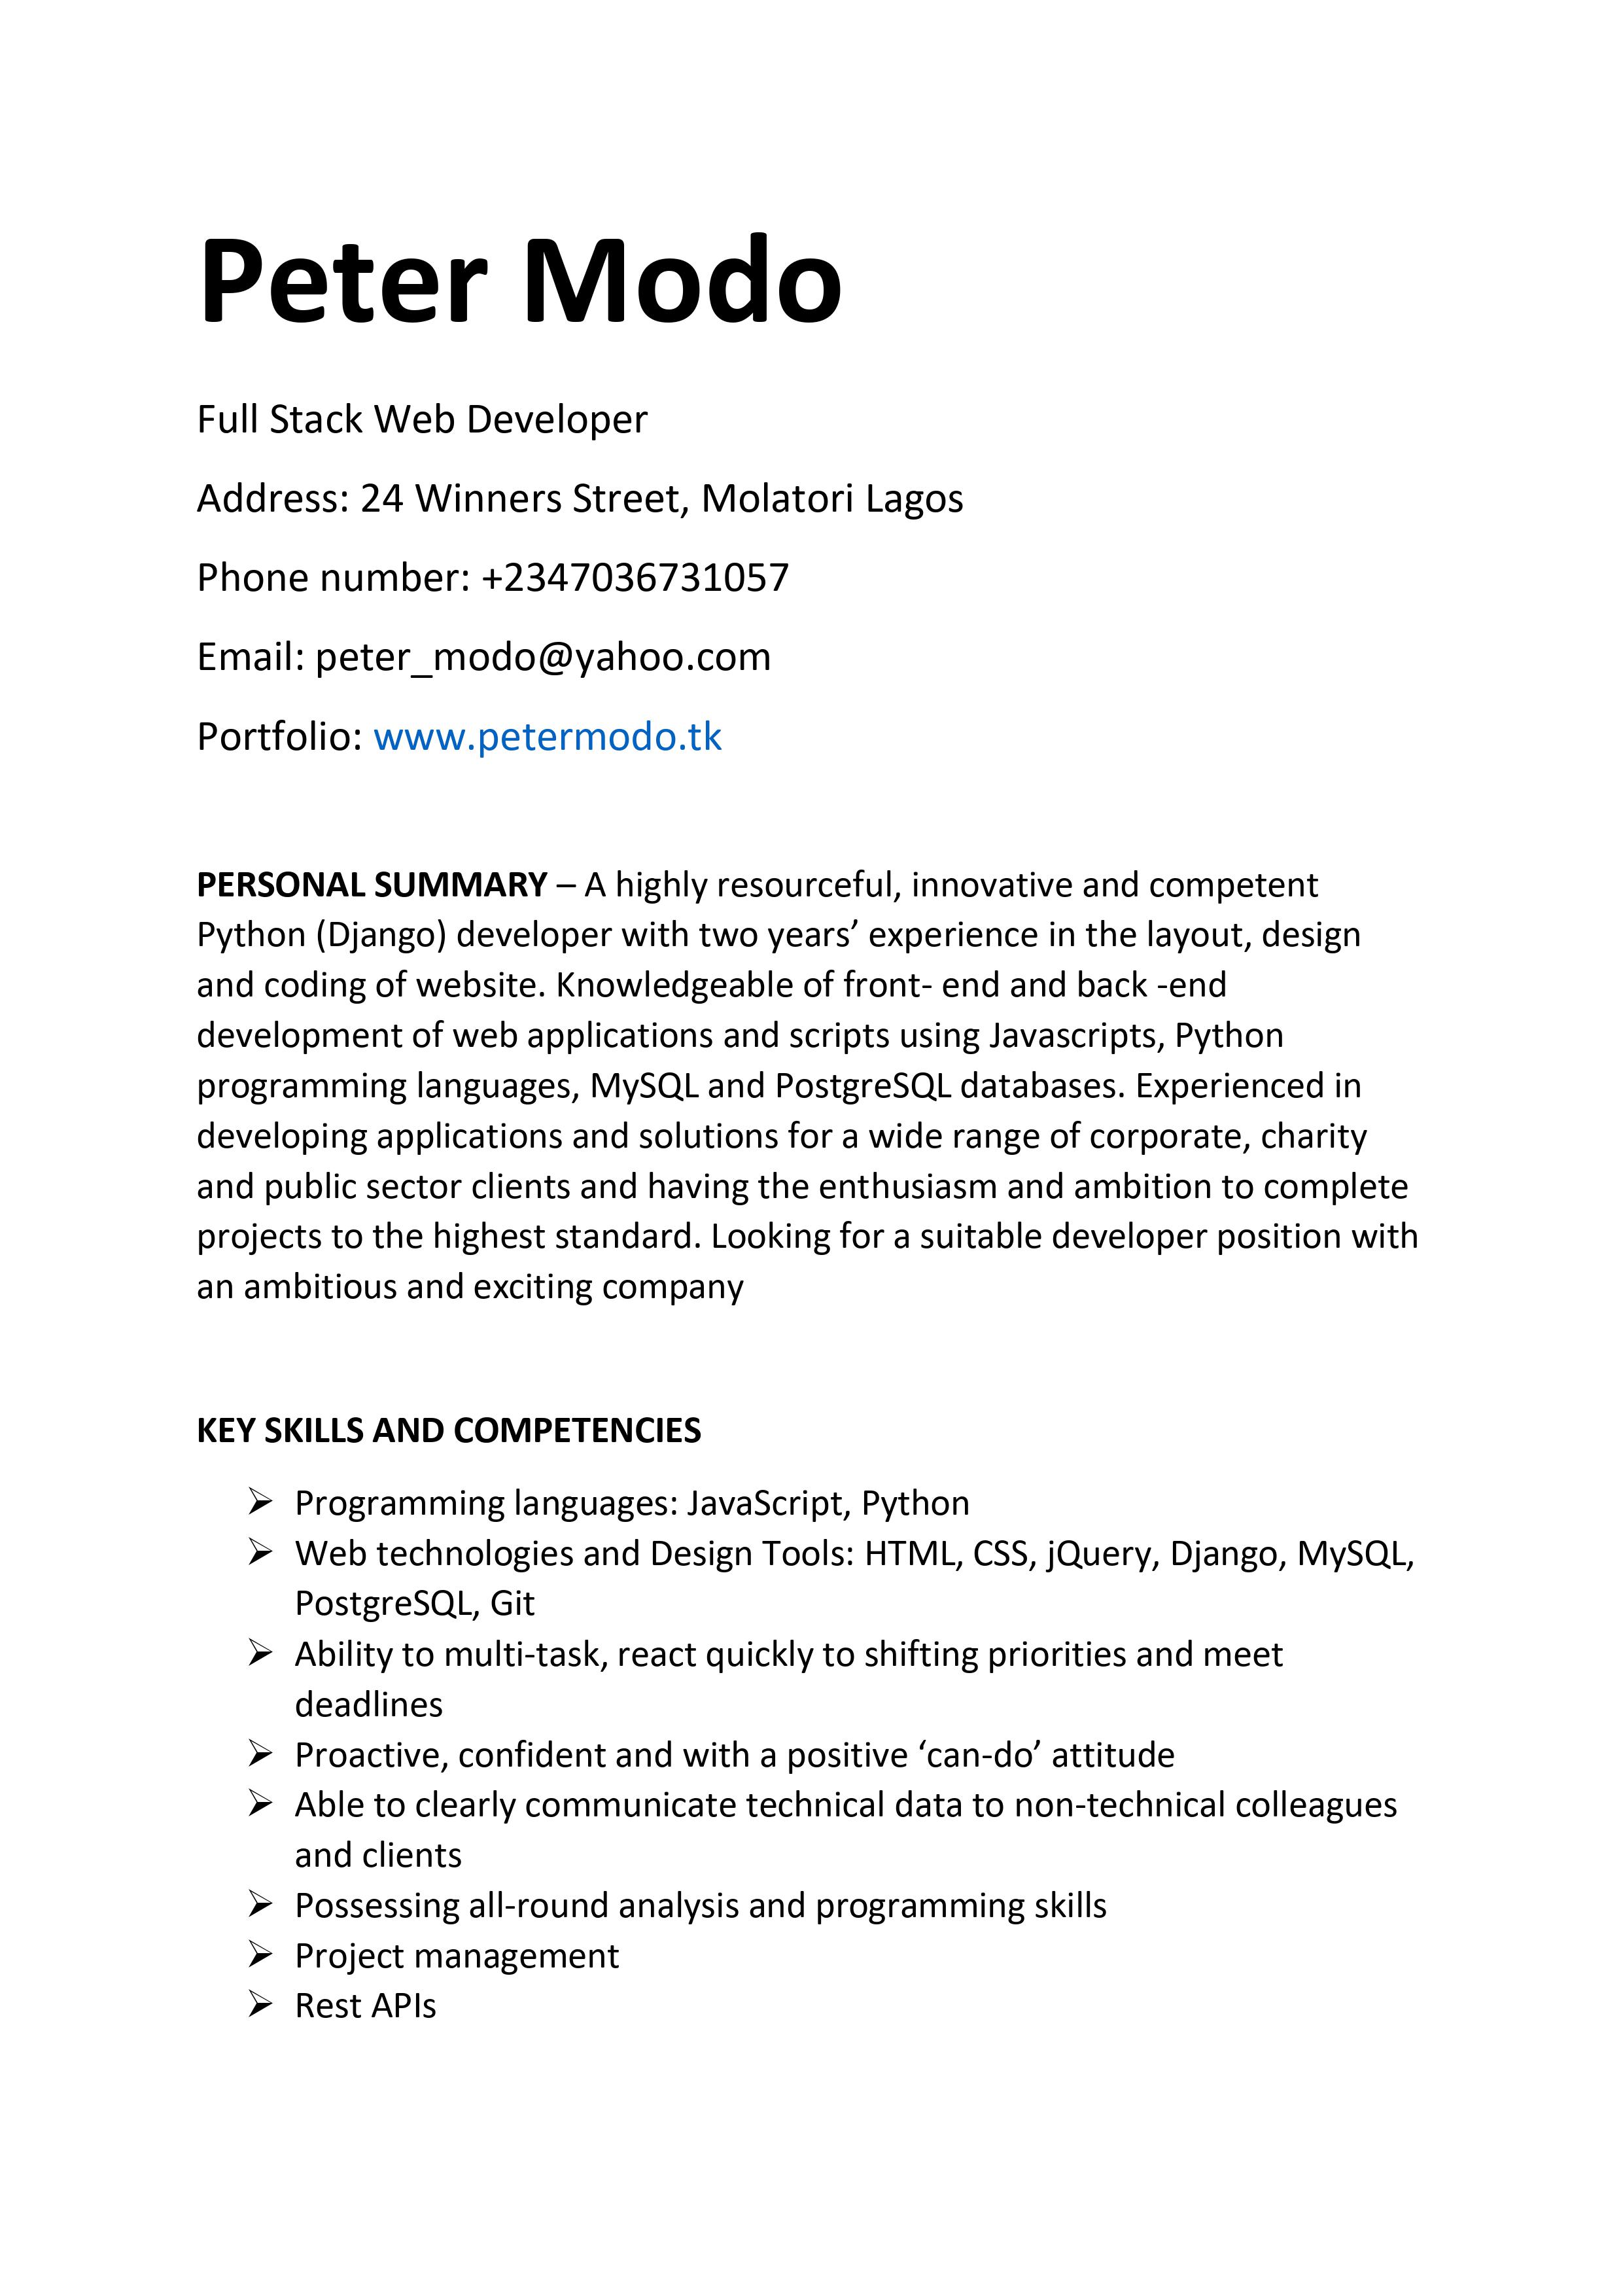 Peter Modo
Full Stack Web Developer
Address: 24 Winners Street, Molatori Lagos
Phone number: +2347036731057
Email: peter_modo@yahoo.com
Portfolio: www.petermodo.tk
PERSONAL SUMMARY – A highly resourceful, innovative and competent
Python (Django) developer with two years’ experience in the layout, design
and coding of website. Knowledgeable of front- end and back -end
development of web applications and scripts using Javascripts, Python
programming languages, MySQL and PostgreSQL databases. Experienced in
developing applications and solutions for a wide range of corporate, charity
and public sector clients and having the enthusiasm and ambition to complete
projects to the highest standard. Looking for a suitable developer position with
an ambitious and exciting company
KEY SKILLS AND COMPETENCIES
➢ Programming languages: JavaScript, Python
➢ Web technologies and Design Tools: HTML, CSS, jQuery, Django, MySQL,
PostgreSQL, Git
➢ Ability to multi-task, react quickly to shifting priorities and meet
deadlines
➢ Proactive, confident and with a positive ‘can-do’ attitude
➢ Able to clearly communicate technical data to non-technical colleagues
and clients
➢ Possessing all-round analysis and programming skills
➢ Project management
➢ Rest APIs